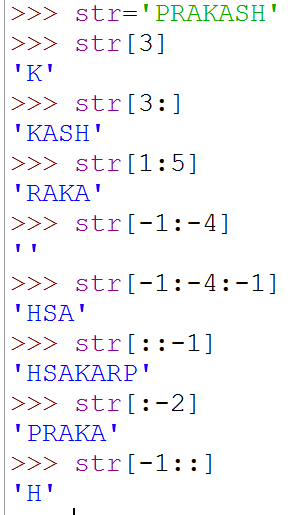 >>> str='PRAKASH'
>>> str[3]
'K'
>>> str[3:]
'KASH'
>>> str[1:5]
'RAKA'
>>> str[-1:-4]
''
>>> str[-1:-4:-1]
'HSA'
>>> str[::-1]
'HSAKARP'
>>> str[:-2]
'PRAKA'
>>> str[-1::]
'H'